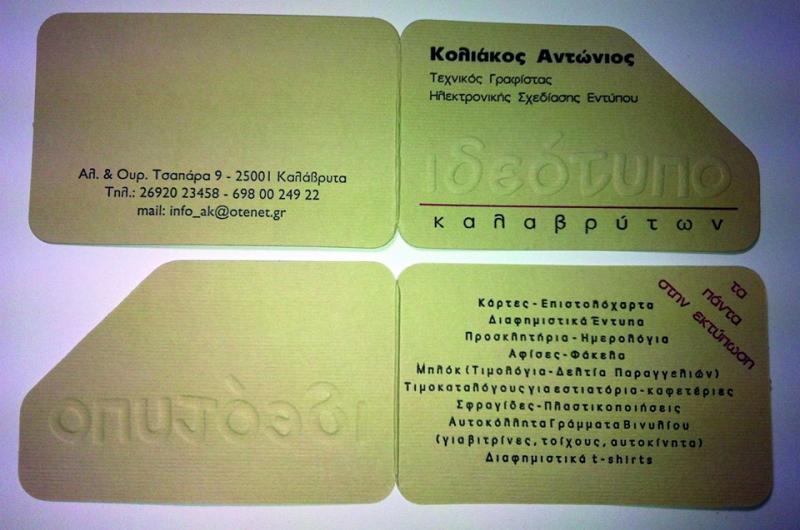 Κολιάκος Αντώνιος
Τεχνικός Γραφίστας
Ηλεκτρονικής Σχεδίασης Εντύπου
ιδεότυπο
καλαβρύτων
Αλ. & Ουρ. Τσαπάρα 9 - 25001 Καλάβρυτα
Τηλ.: 26920 23458 - 698 00 249 22
mail: info_ak@otenet.gr
ιδεότυπο
τα
πάντα
στην εκτύπωση
Κάρτες - Επιστολόχαρτα
Διαφημιστικά Έντυπα
Προσκλητήρια - Ημερολόγια
Αφίσες - Φάκελα
Μπλόκ (Τιμολόγια - Δελτία Παραγγελιών)
Τιμοκαταλόγους για εστιατόρια - καφετέριες
Σφραγίδες - Πλαστικοποιήσεις
Αυτοκόλλητα Γράμματα Βινυλίου
(για βιτρίνες, τοίχους, αυτοκίνητα)
Διαφημιστικά t-shirts